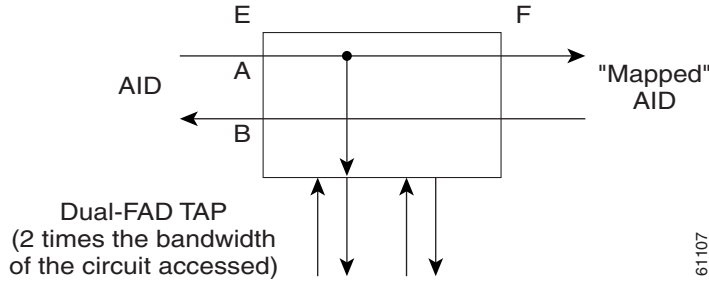 E
F
A
AID
"Mapped"
AID
B
Dual-FAD TAP
(2 times the bandwidth
of the circuit accessed)
61107